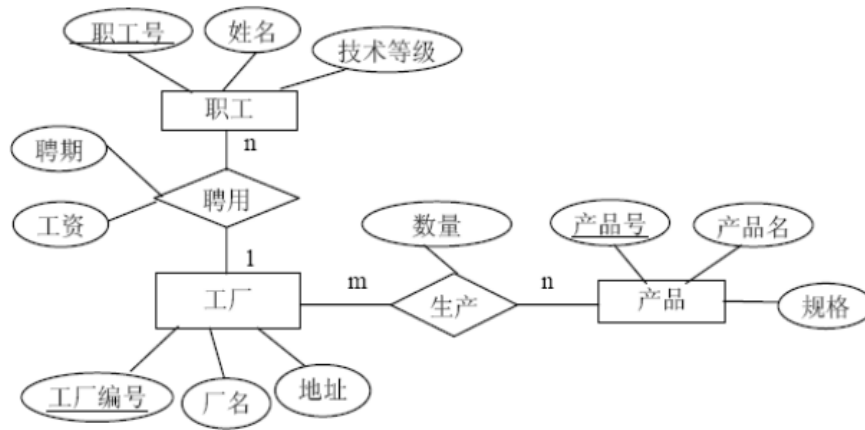 职工号
姓名
技术等级
职工
n
聘期
聘用
工资
1
工厂
m
数量
生产
n
产品号
产品名
产品
规格
工厂编号
厂名
地址